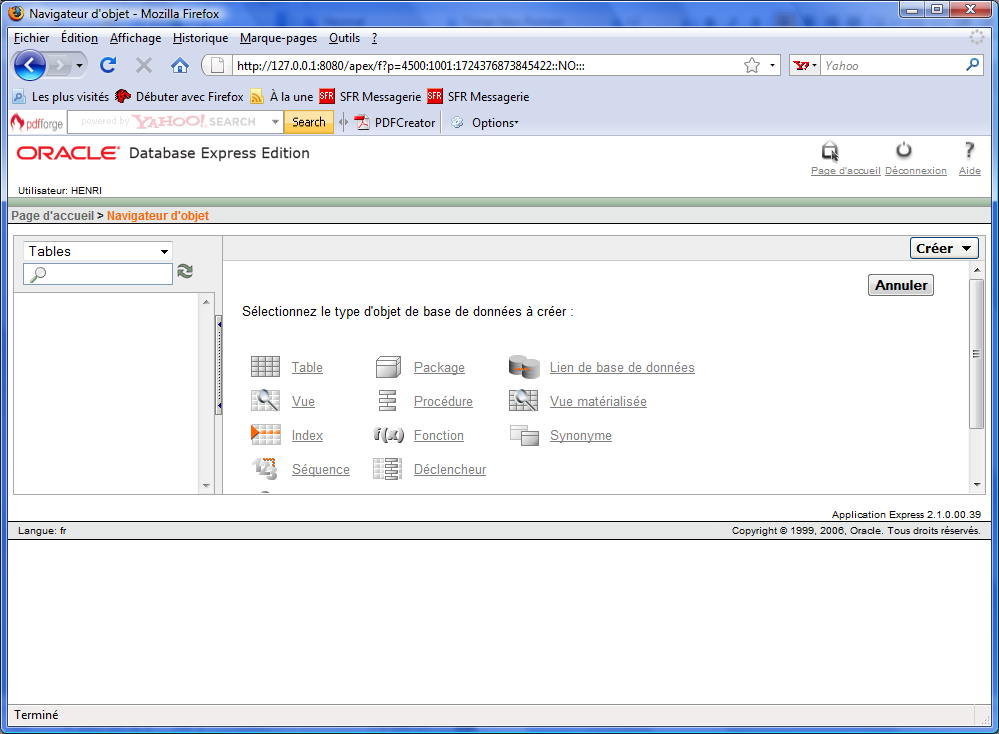 Navigateur d'objet - Mozilla Firefox
Fichier Édition Affichage Historique Marque-pages Outils ?
http://127.0.0.1:8080/apex/f?p=4500:1001:1724376873845422::NO:::
Yahoo
Les plus visités Débuter avec Firefox À la une SFR SFR Messagerie SFR SFR Messagerie
pdfforge powered by YAHOO! SEARCH Search PDFCreator Options
ORACLE Database Express Edition
Page d'accueil Déconnexion Aide
Utilisateur: HENRI
Page d'accueil > Navigateur d'objet
Tables
Créer
Annuler
Sélectionnez le type d'objet de base de données à créer :
Table Package Lien de base de données
Vue Procédure Vue matérialisée
Index f(x) Fonction Synonyme
123 Séquence Déclencheur
Application Express 2.1.0.00.39
Langue: fr Copyright © 1999, 2006, Oracle. Tous droits réservés.
Terminé